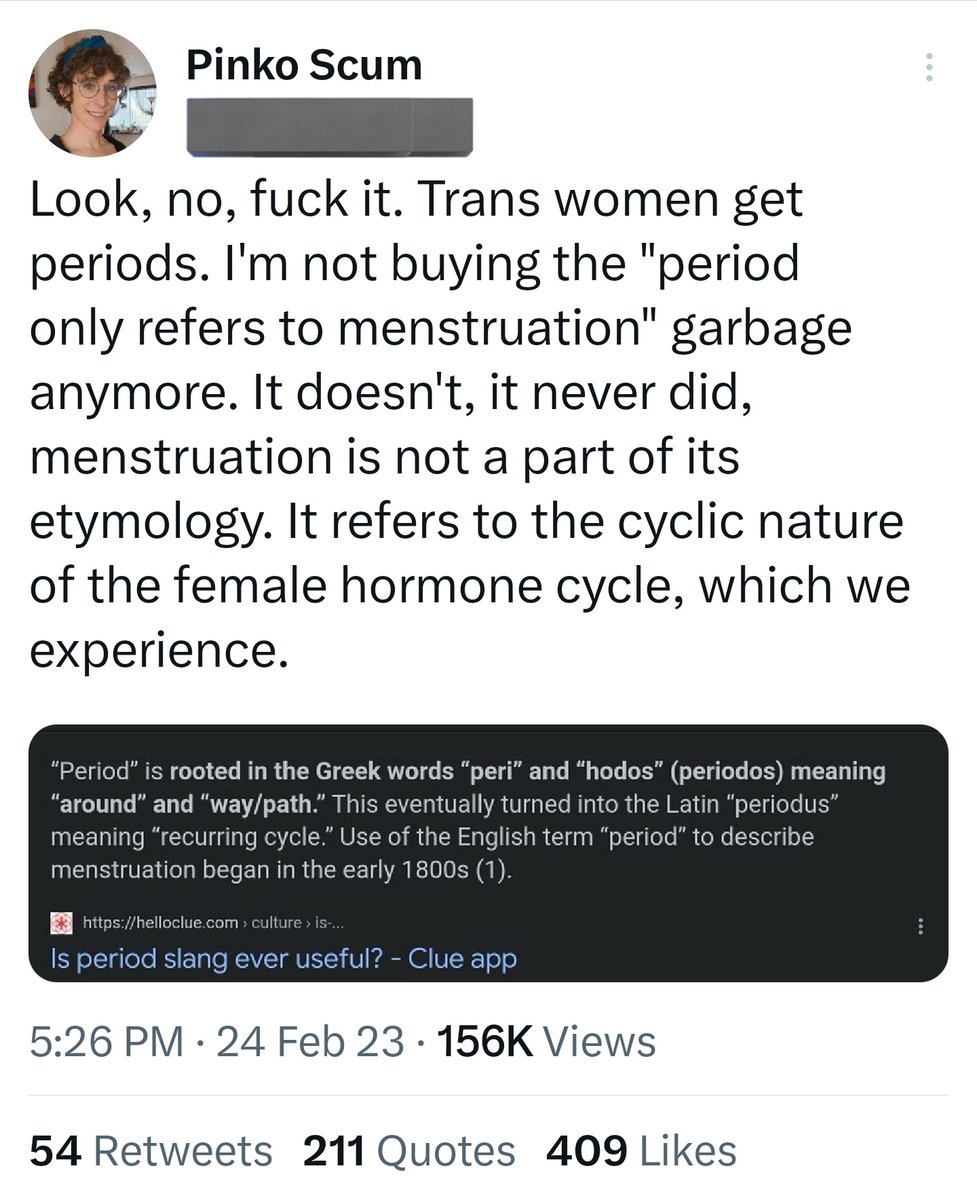 Pinko Scum
Look, no, fuck it. Trans women get
periods. I'm not buying the "period
only refers to menstruation" garbage
anymore. It doesn't, it never did,
menstruation is not a part of its
etymology. It refers to the cyclic nature
of the female hormone cycle, which we
experience.
“Period” is rooted in the Greek words “peri” and “hodos” (periodos) meaning
“around” and “way/path.” This eventually turned into the Latin “periodus”
meaning “recurring cycle.” Use of the English term “period” to describe
menstruation began in the early 1800s (1).
https://helloclue.com › culture › is-...
Is period slang ever useful? - Clue app
5:26 PM · 24 Feb 23 · 156K Views
54 Retweets 211 Quotes 409 Likes